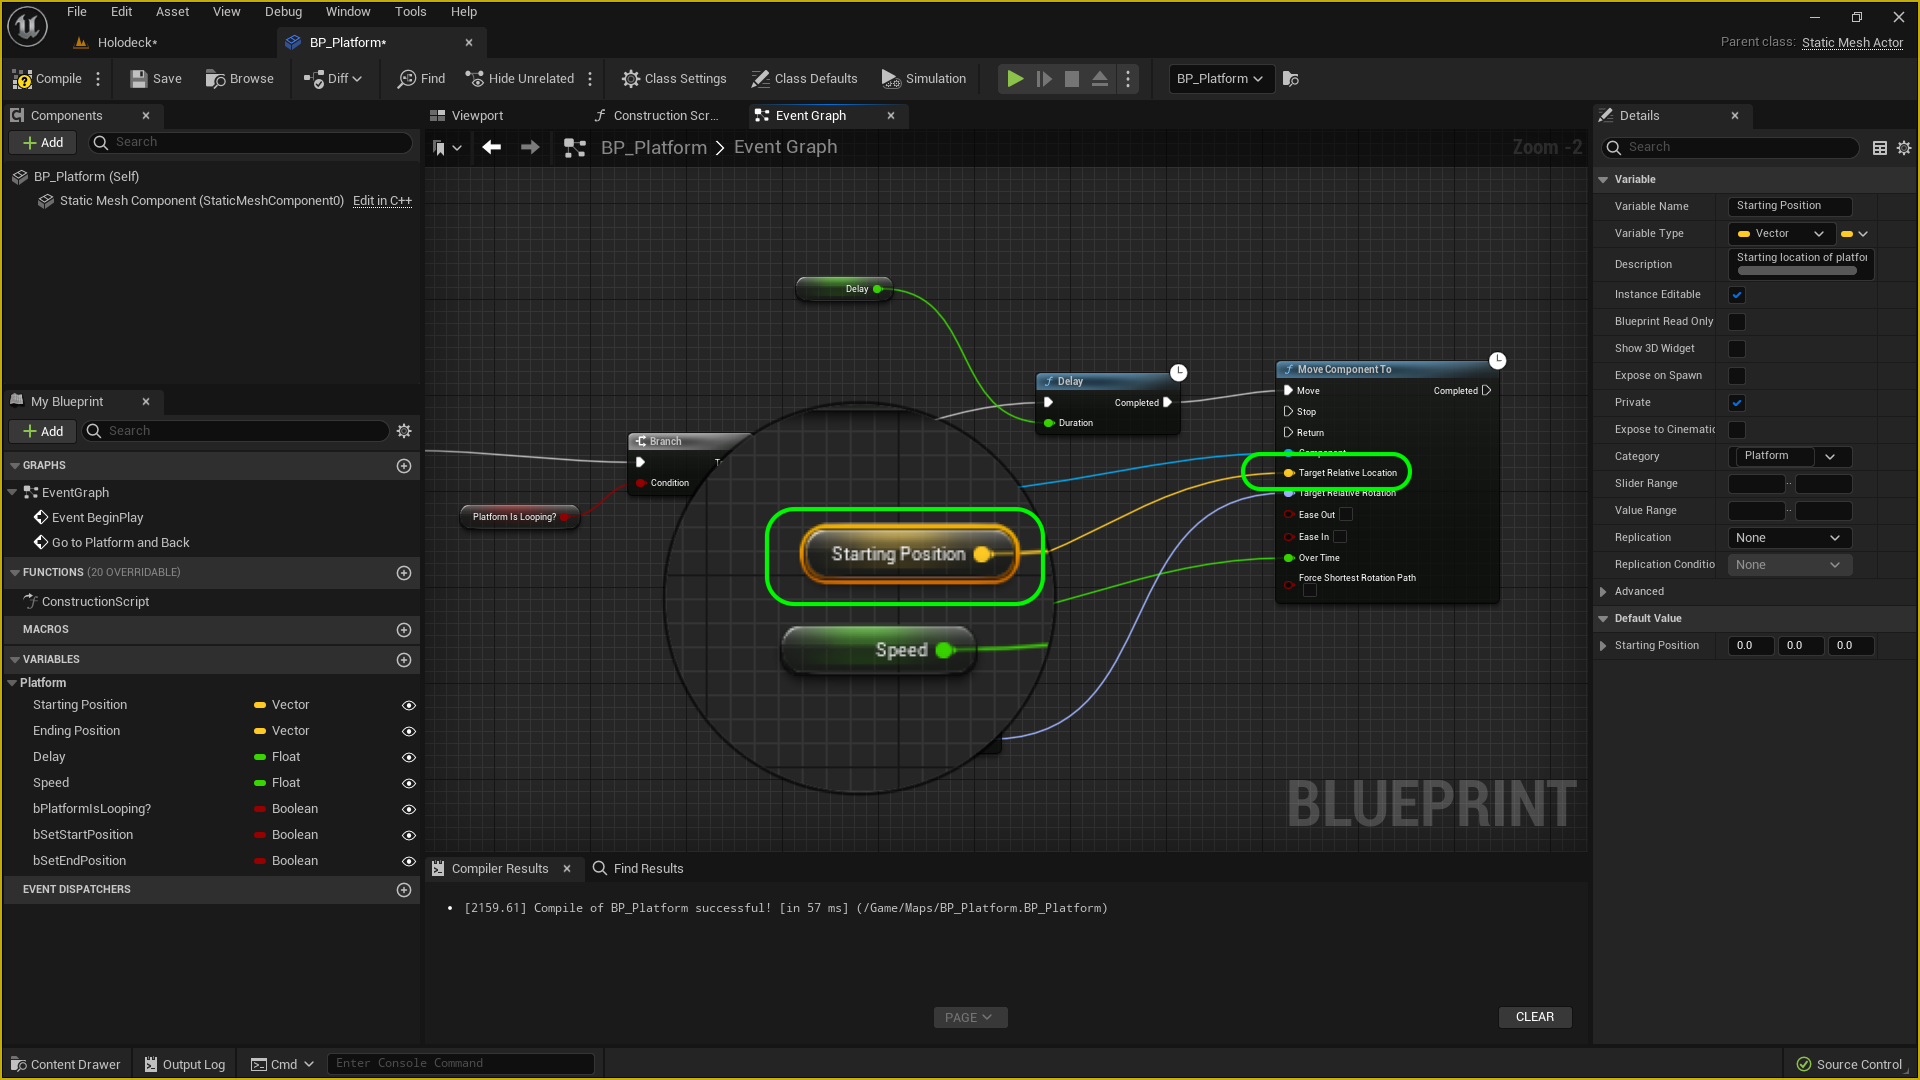 File Edit Asset View Debug Window Tools Help
Holodeck*
BP_Platform*
Parent class: Static Mesh Actor
Compile
Save
Browse
Diff
Find
Hide Unrelated
Class Settings
Class Defaults
Simulation
BP_Platform
Components
Add
Search
BP_Platform (Self)
Static Mesh Component (StaticMeshComponent0) Edit in C++
My Blueprint
Add
Search
GRAPHS
EventGraph
Event BeginPlay
Go to Platform and Back
FUNCTIONS (20 OVERRIDABLE)
ConstructionScript
MACROS
VARIABLES
Platform
Starting Position Vector
Ending Position Vector
Delay Float
Speed Float
bPlatformIsLooping? Boolean
bSetStartPosition Boolean
bSetEndPosition Boolean
EVENT DISPATCHERS
Viewport
Construction Scr...
Event Graph
BP_Platform > Event Graph
Zoom -2
Delay
Delay
Completed
Duration
Branch
Condition
Platform Is Looping?
Starting Position
Speed
Move Component To
Move Completed
Stop
Return
Component
Target Relative Location
Target Relative Rotation
Ease Out
Ease In
Over Time
Force Shortest Rotation Path
BLUEPRINT
Compiler Results
Find Results
• [2159.61] Compile of BP_Platform successful! [in 57 ms] (/Game/Maps/BP_Platform.BP_Platform)
PAGE
CLEAR
Details
Search
Variable
Variable Name Starting Position
Variable Type Vector
Description Starting location of platfor
Instance Editable
Blueprint Read Only
Show 3D Widget
Expose on Spawn
Private
Expose to Cinematic
Category Platform
Slider Range
Value Range
Replication None
Replication Conditio None
Advanced
Default Value
Starting Position 0.0 0.0 0.0
Content Drawer
Output Log
Cmd
Enter Console Command
Source Control